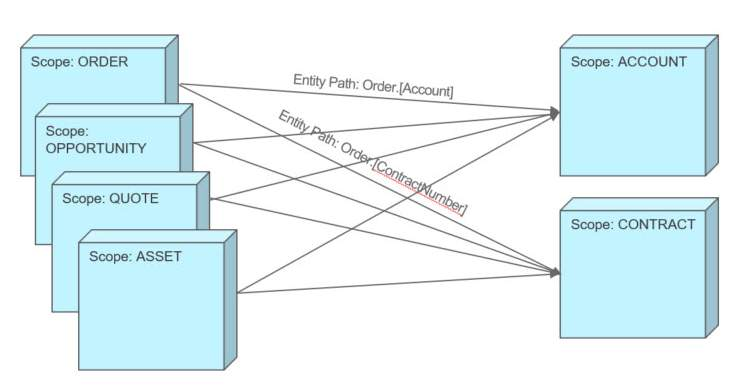 Scope: ORDER
Entity Path: Order.[Account]
Scope: ACCOUNT
Entity Path: Order.[ContractNumber]
Scope:
OPPORTUNITY
Scope: QUOTE
Scope: CONTRACT
Scope: ASSET